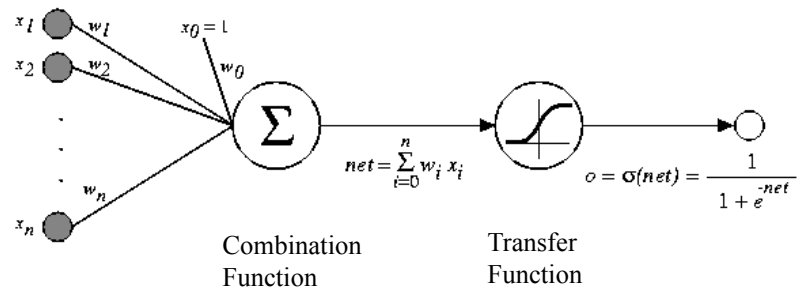 x1 w1
x0 = 1
x2 w2
w0
.
.
.
Σ
net = Σ i=0 n wi xi
o = σ(net) = 1 / 1 + e -net
wn
xn
Combination
Function
Transfer
Function